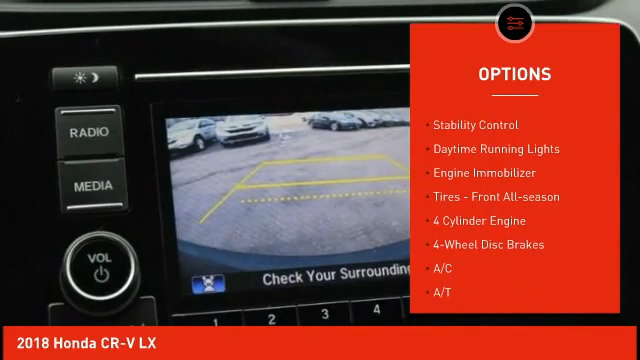 RADIO
MEDIA
VOL
Check Your Surrounding
1 2 3 4
OPTIONS
Stability Control
Daytime Running Lights
Engine Immobilizer
Tires - Front All-season
4 Cylinder Engine
4-Wheel Disc Brakes
A/C
A/T
2018 Honda CR-V LX